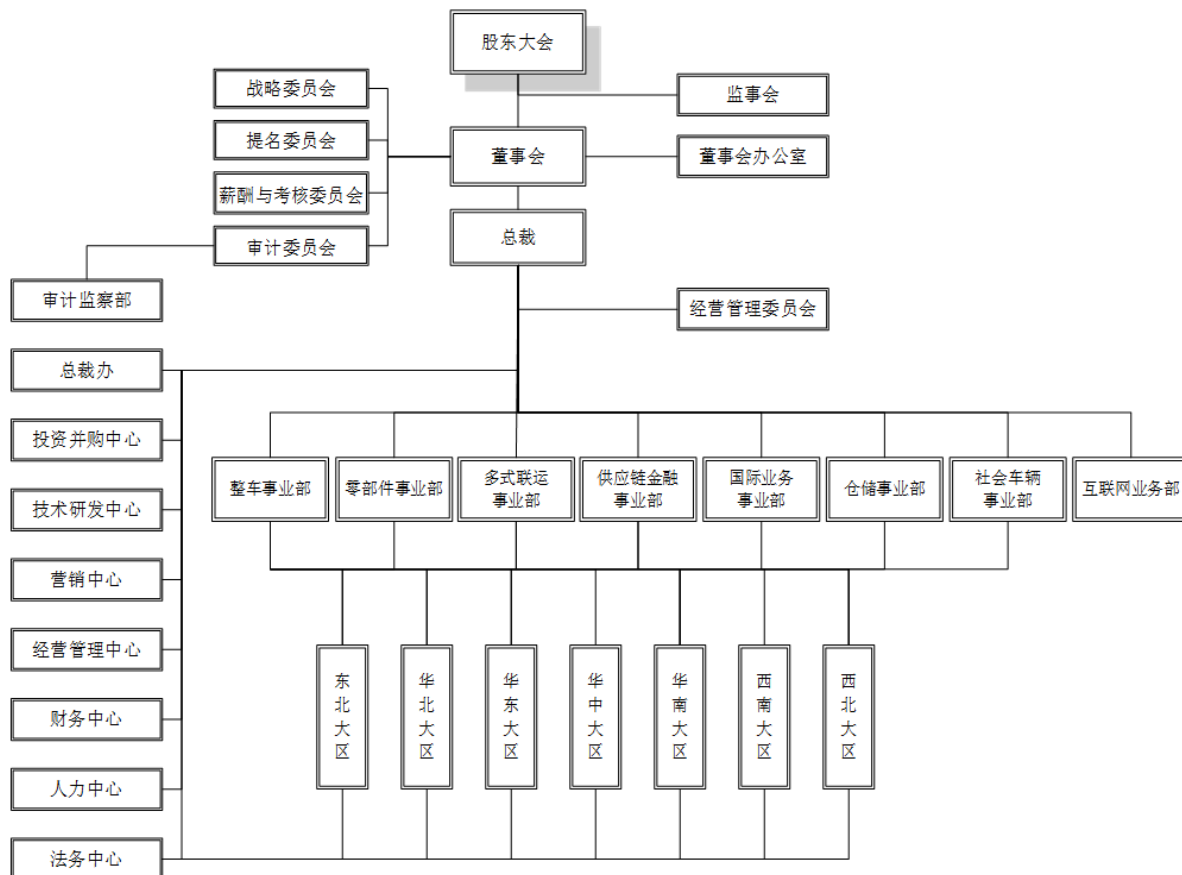 股东大会
战略委员会
监事会
提名委员会
董事会
董事会办公室
薪酬与考核委员会
总裁
审计委员会
审计监察部
经营管理委员会
总裁办
投资并购中心
技术研发中心
营销中心
经营管理中心
财务中心
人力中心
法务中心
整车事业部
零部件事业部
多式联运
事业部
供应链金融
事业部
国际业务
事业部
仓储事业部
社会车辆
事业部
互联网业务部
东北大区
华北大区
华东大区
华中大区
华南大区
西南大区
西北大区